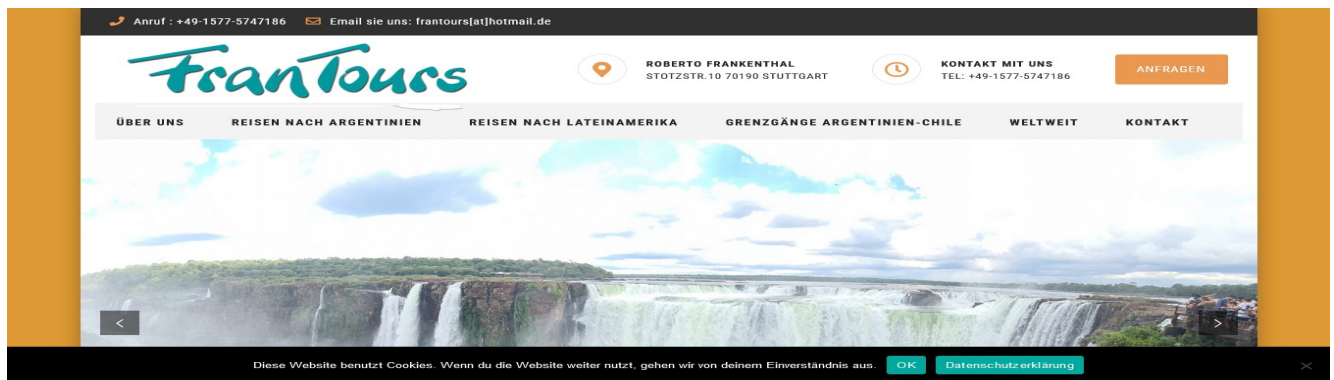 Anruf : +49-1577-5747186 Email sie uns: frantours[at]hotmail.de
FranTours
ROBERTO FRANKENTHAL
STOTZSTR.10 70190 STUTTGART
KONTAKT MIT UNS
TEL: +49-1577-5747186
ANFRAGEN
ÜBER UNS REISEN NACH ARGENTINIEN REISEN NACH LATEINAMERIKA GRENZGÄNGE ARGENTINIEN-CHILE WELTWEIT KONTAKT
< >
Diese Website benutzt Cookies. Wenn du die Website weiter nutzt, gehen wir von deinem Einverständnis aus. OK Datenschutzerklärung